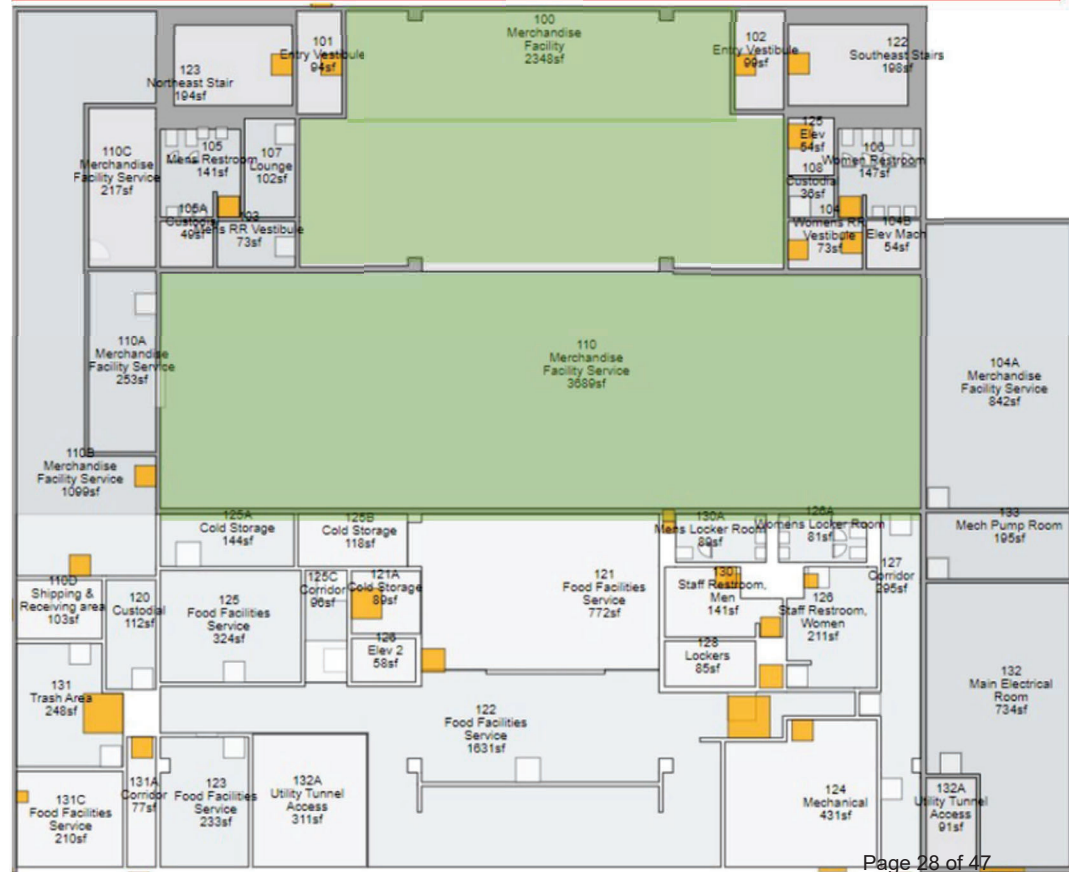 100
Merchandise
Facility
2348sf
101
Entry Vestibule
94sf
102
Entry Vestibule
99sf
122
Southeast Stairs
198sf
123
Northeast Stair
194sf
110C
Merchandise
Facility Service
217sf
105
Mens Restroom
141sf
107
Lounge
102sf
125
Elev
54sf
108
Custodial
36sf
106
Women Restroom
147sf
105A
Custodial
49sf
103
Mens RR Vestibule
73sf
104
Womens RR
Vestibule
73sf
104B
Elev Mach
54sf
110A
Merchandise
Facility Service
253sf
110
Merchandise
Facility Service
3689sf
104A
Merchandise
Facility Service
842sf
110B
Merchandise
Facility Service
1099sf
125A
Cold Storage
144sf
125B
Cold Storage
118sf
130A
Mens Locker Room
89sf
126A
Womens Locker Room
81sf
133
Mech Pump Room
195sf
127
Corridor
295sf
110D
Shipping &
Receiving area
103sf
120
Custodial
112sf
125
Food Facilities
Service
324sf
125C
Corridor
96sf
121A
Cold Storage
89sf
121
Food Facilities
Service
772sf
130
Staff Restroom,
Men
141sf
126
Staff Restroom,
Women
211sf
126
Elev 2
58sf
128
Lockers
85sf
131
Trash Area
248sf
122
Food Facilities
Service
1631sf
132
Main Electrical
Room
734sf
131C
Food Facilities
Service
210sf
131A
Corridor
77sf
123
Food Facilities
Service
233sf
132A
Utility Tunnel
Access
311sf
124
Mechanical
431sf
132A
Utility Tunnel
Access
91sf
Page 28 of 47